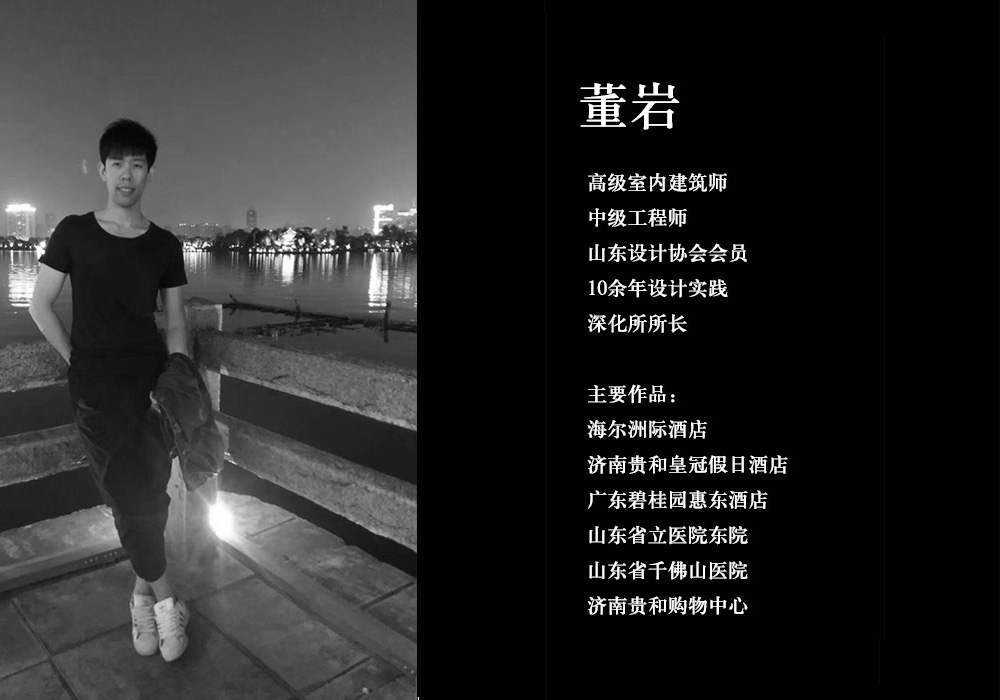 董岩
高级室内建筑师
中级工程师
山东设计协会会员
10余年设计实践
深化所所长
主要作品：
海尔洲际酒店
济南贵和皇冠假日酒店
广东碧桂园惠东酒店
山东省立医院东院
山东省千佛山医院
济南贵和购物中心